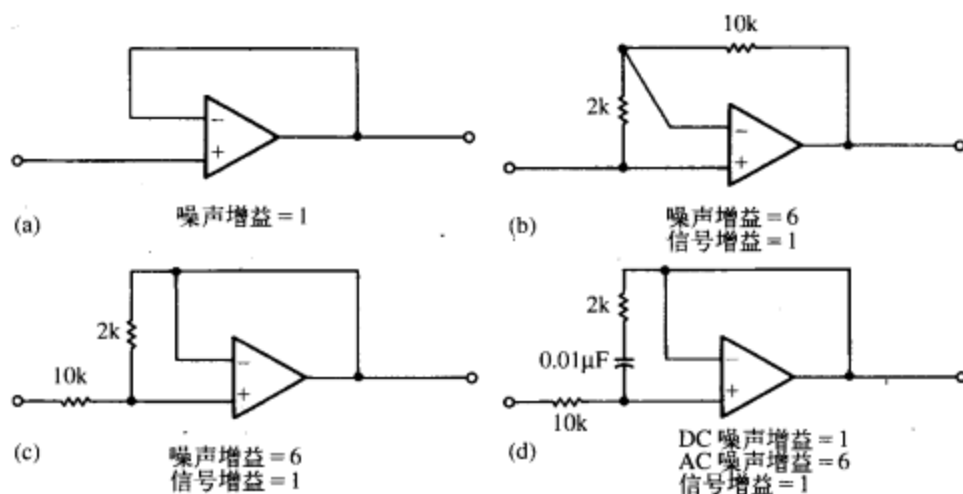 10k
2k
−
+
−
+
(a)
噪声增益＝1
(b)
噪声增益＝6
信号增益＝1
2k
10k
−
+
2k
0.01μF
10k
−
+
(c)
噪声增益＝6
信号增益＝1
(d)
DC 噪声增益＝1
AC 噪声增益＝6
信号增益＝1